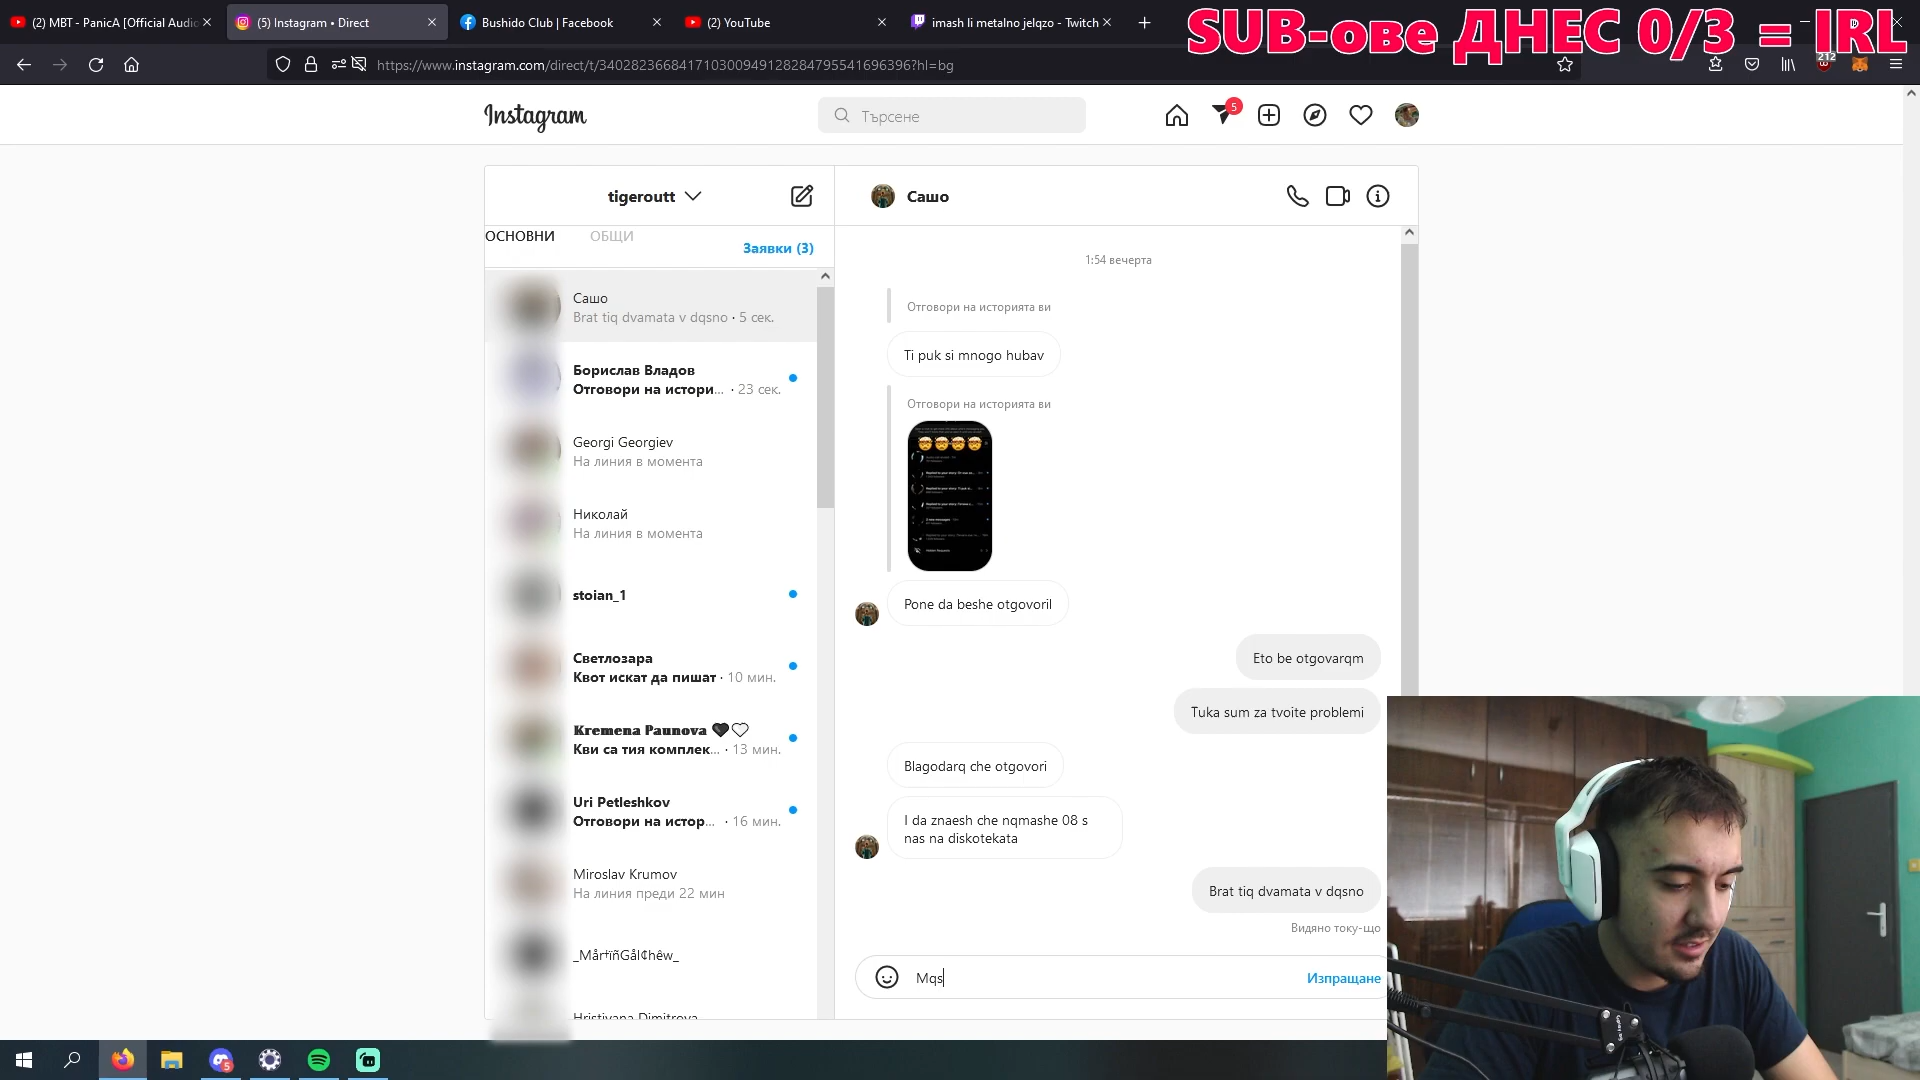 (2) MBT - PanicA [Official Audio
(5) Instagram • Direct
Bushido Club | Facebook
(2) YouTube
imash li metalno jelqzo - Twitch
SUB-ове ДНЕС 0/3 = IRL
https://www.instagram.com/direct/t/340282366841710300949128284795541696396?hl=bg
212
Instagram
Търсене
5
tigeroutt
ОСНОВНИ
ОБЩИ
Заявки (3)
Сашо
Brat tiq dvamata v dqsno · 5 сек.
Борислав Владов
Отговори на истори... · 23 сек.
Georgi Georgiev
На линия в момента
Николай
На линия в момента
stoian_1
Светлозара
Квот искат да пишат · 10 мин.
Kremena Paunova 🖤🤍
Кви са тия комплек... · 13 мин.
Uri Petleshkov
Отговори на истор... · 16 мин.
Miroslav Krumov
На линия преди 22 мин
Hristiyana Dimitrova
Сашо
1:54 вечерта
Отговори на историята ви
Ti puk si mnogo hubav
Отговори на историята ви
Pone da beshe otgovoril
Eto be otgovarqm
Tuka sum za tvoite problemi
Blagodarq che otgovori
I da znaesh che nqmashe 08 s
nas na diskotekata
Brat tiq dvamata v dqsno
Видяно току-що
Mqs
Изпращане
5